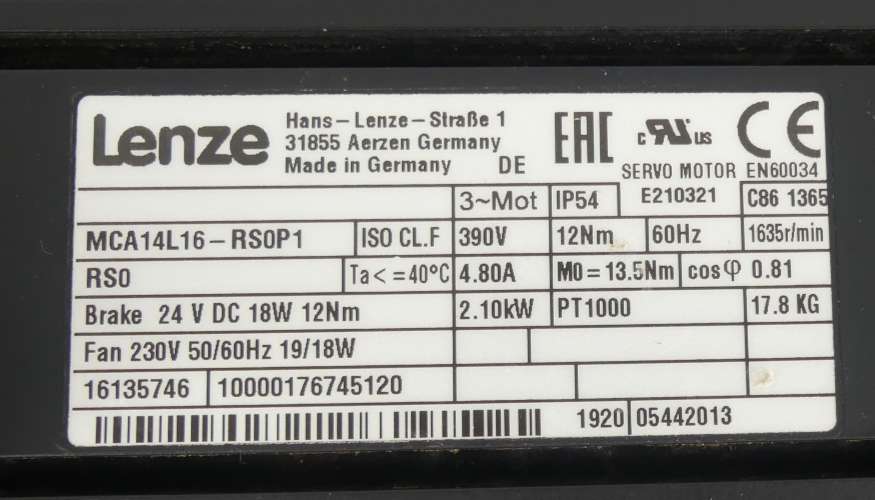 Lenze
Hans-Lenze-Straße 1
31855 Aerzen Germany
Made in Germany DE
EAC
c RU us
CE
SERVO MOTOR EN60034
3~Mot IP54 E210321 C86 1365
MCA14L16-RS0P1 ISO CL.F 390V 12Nm 60Hz 1635r/min
RS0 Ta<=40°C 4.80A M0=13.5Nm cosφ 0.81
Brake 24 V DC 18W 12Nm 2.10kW PT1000 17.8 KG
Fan 230V 50/60Hz 19/18W
16135746 10000176745120
1920 05442013